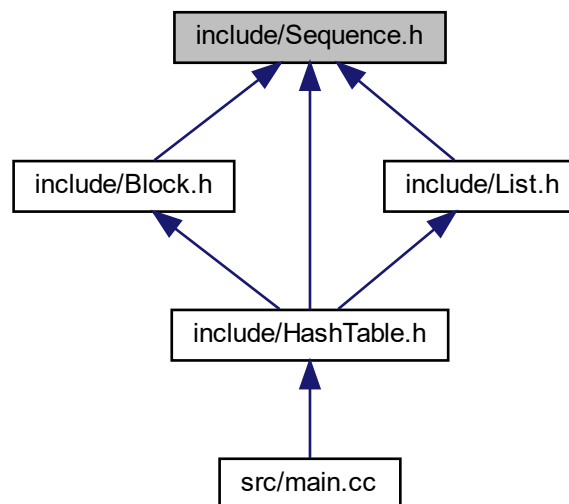 include/Sequence.h
include/Block.h
include/List.h
include/HashTable.h
src/main.cc